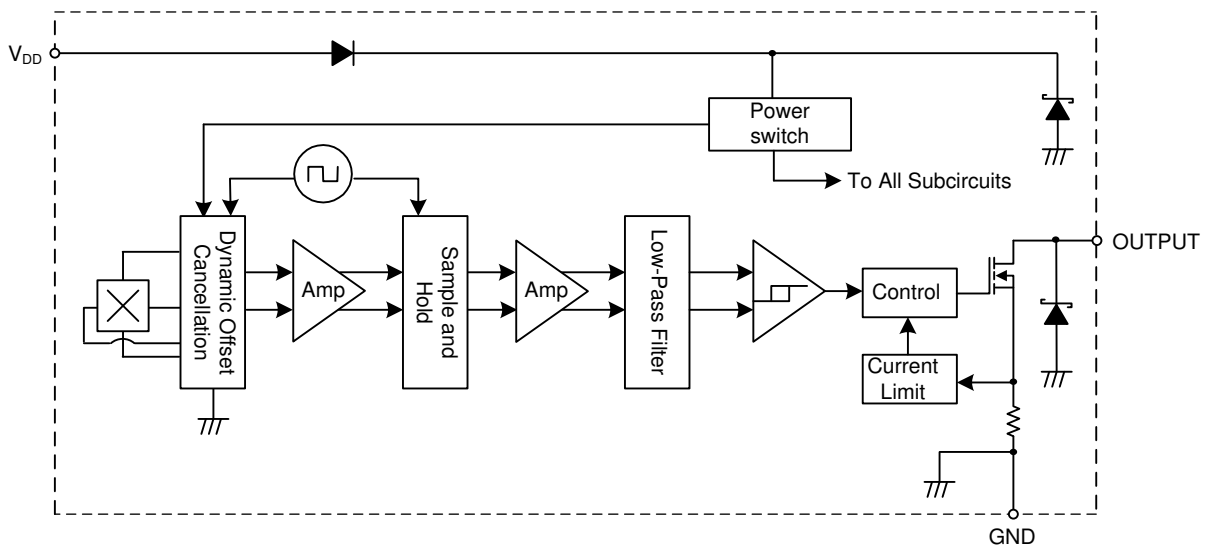 VDD
Power
switch
To All Subcircuits
OUTPUT
Dynamic Offset
Cancellation
Amp
Sample and
Hold
Amp
Low-Pass Filter
Control
Current
Limit
GND